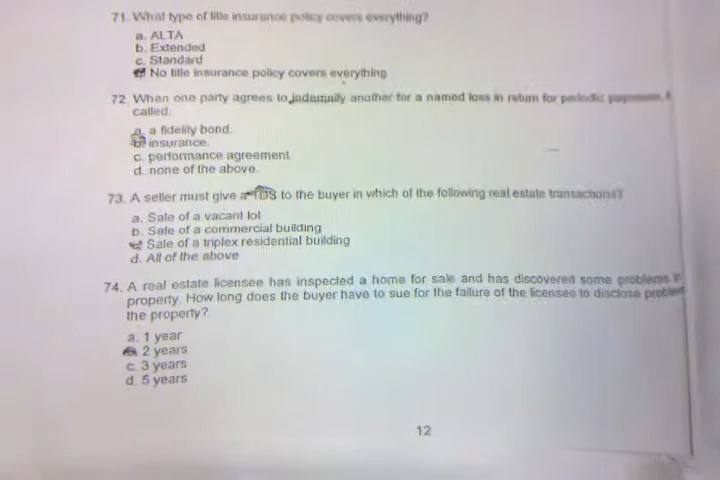 71. What type of title insurance policy covers everything?
a. ALTA
b. Extended
c. Standard
No title insurance policy covers everything
72. When one party agrees to indemnify another for a named loss in return for periodic payments, i
called:
a. a fidelity bond.
b. insurance.
c. performance agreement
d. none of the above.
73. A seller must give a TDS to the buyer in which of the following real estate transactions?
a. Sale of a vacant lot
b. Sale of a commercial building
Sale of a triplex residential building
d. All of the above
74. A real estate licensee has inspected a home for sale and has discovered some problems in
property. How long does the buyer have to sue for the failure of the licensee to disclose problem
the property?
a. 1 year
2 years
c. 3 years
d. 5 years
12